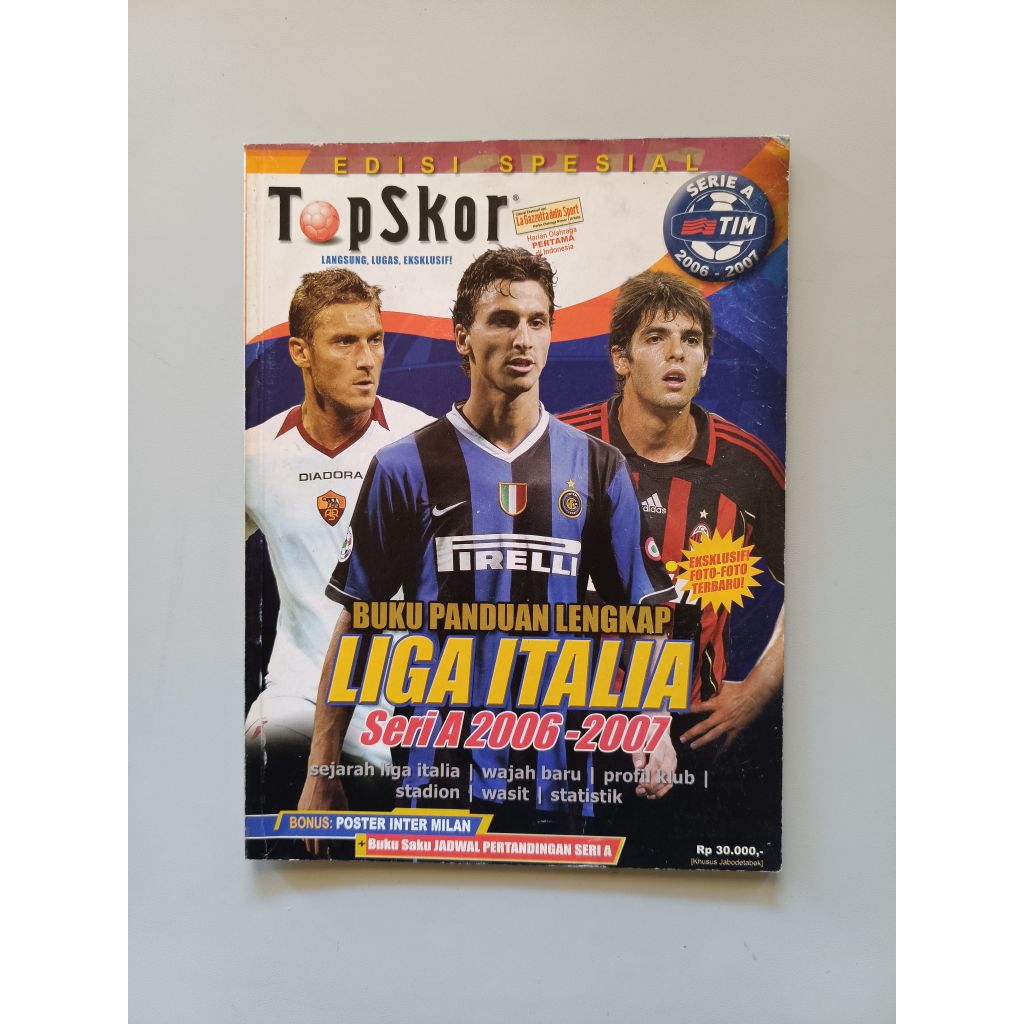 EDISI SPESIAL
TopSkor®
La Gazzetta dello Sport
Harian Olahraga
PERTAMA
di Indonesia
LANGSUNG, LUGAS, EKSKLUSIF!
SERIE A
TIM
2006 - 2007
DIADORA
ASR
adidas
PIRELLI
EKSKLUSIF!
FOTO-FOTO
TERBARU!
BUKU PANDUAN LENGKAP
LIGA ITALIA
Seri A 2006-2007
sejarah liga italia | wajah baru | profil klub |
stadion | wasit | statistik
BONUS: POSTER INTER MILAN
+ Buku Saku JADWAL PERTANDINGAN SERI A
Rp 30.000,-
[Khusus Jabodetabek]